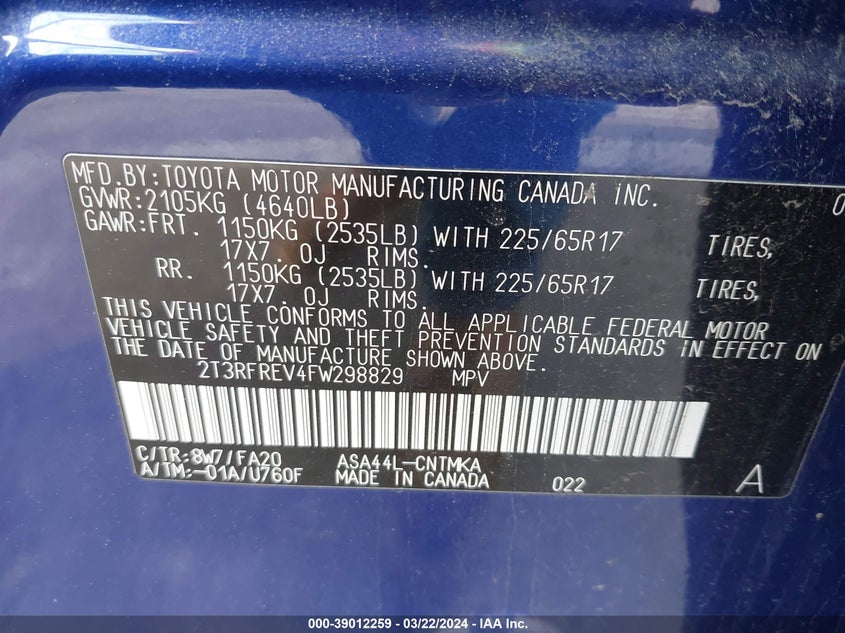 MFD.BY:TOYOTA MOTOR MANUFACTURING CANADA INC. 0
GVWR:2105KG (4640LB)
GAWR:FRT. 1150KG (2535LB) WITH 225/65R17 TIRES,
17X7.0J RIMS.
RR. 1150KG (2535LB) WITH 225/65R17 TIRES,
17X7.0J RIMS.
THIS VEHICLE CONFORMS TO ALL APPLICABLE FEDERAL MOTOR
VEHICLE SAFETY AND THEFT PREVENTION STANDARDS IN EFFECT ON
THE DATE OF MANUFACTURE SHOWN ABOVE.
2T3RFREV4FW298829 MPV
C/TR:8W7/FA20 ASA44L-CNTMKA
A/TM:-01A/U760F MADE IN CANADA 022 A
000-39012259 - 03/22/2024 - IAA Inc.